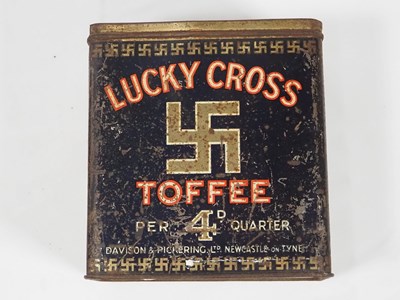 LUCKY CROSS
TOFFEE
PER 4D QUARTER
DAVISON & PICKERING, LTD. NEWCASTLE ON TYNE